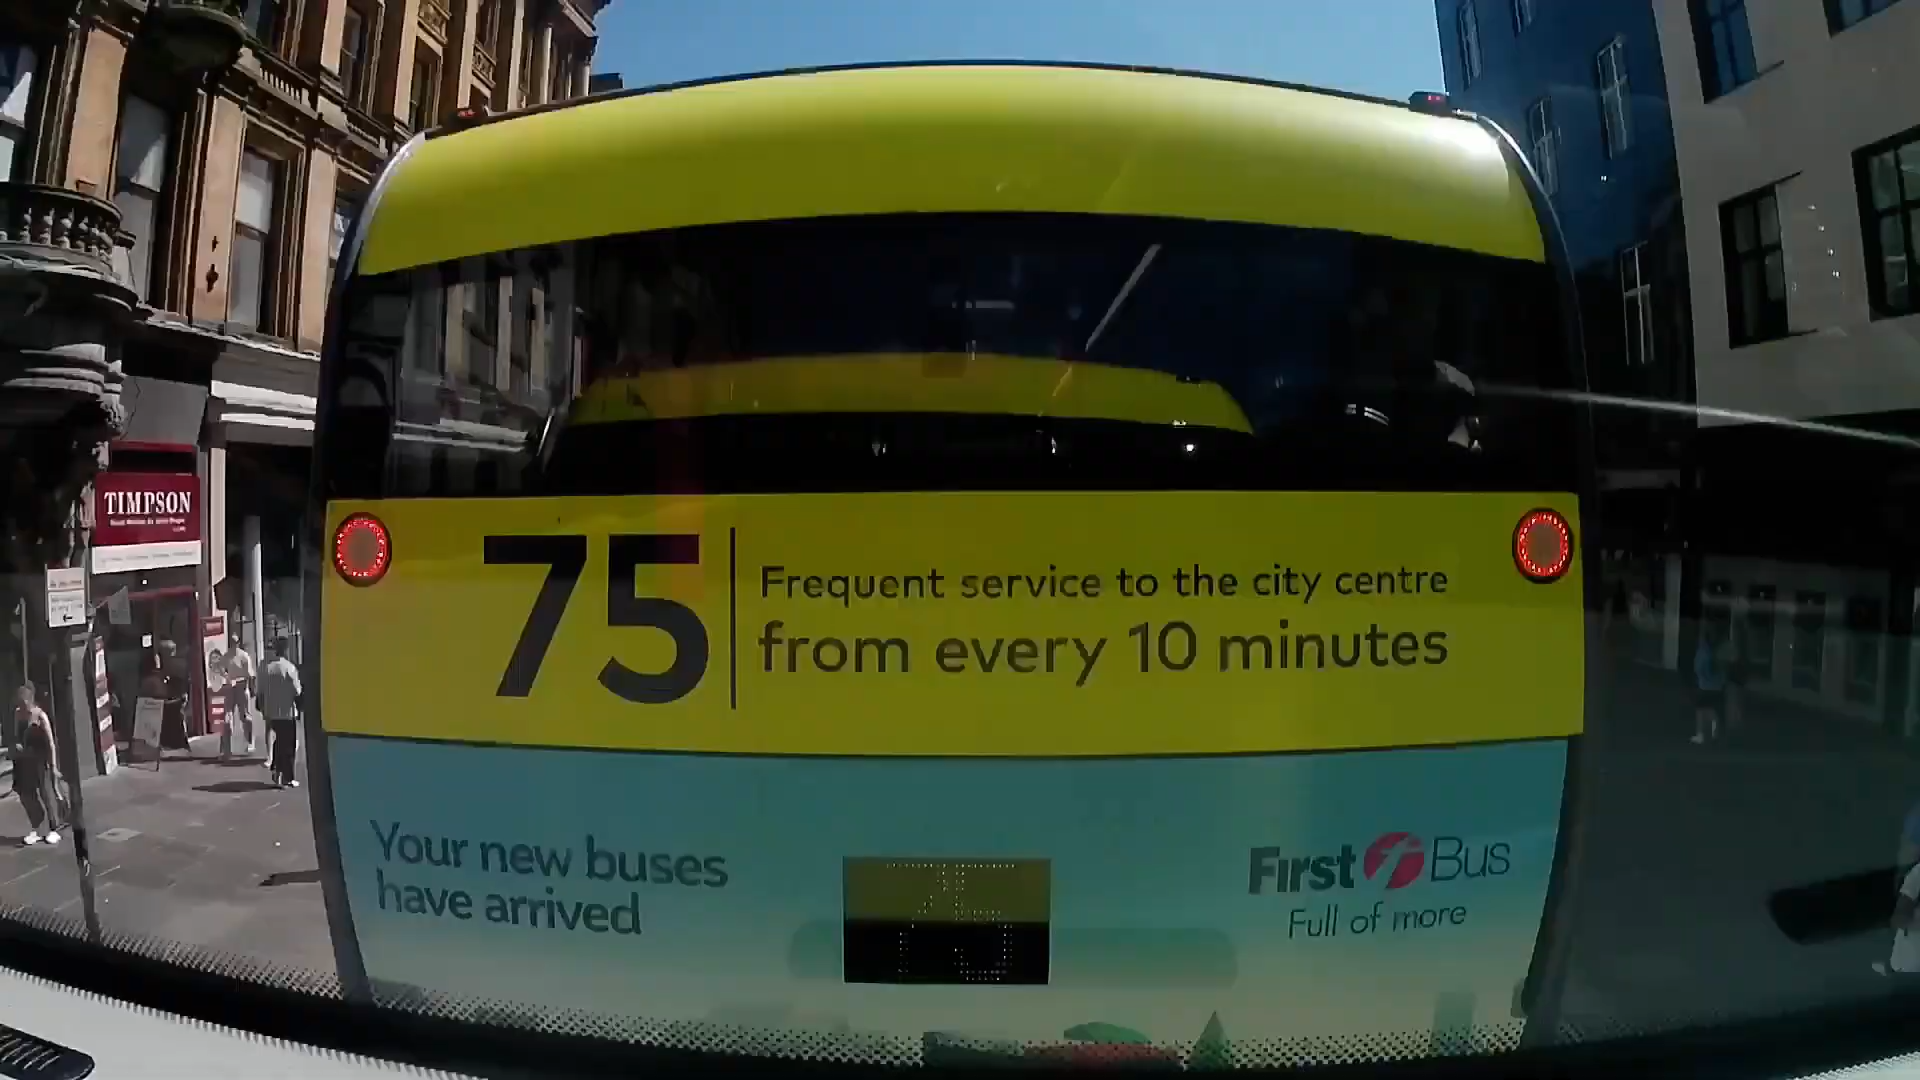 TIMPSON
75
Frequent service to the city centre
from every 10 minutes
Your new buses
have arrived
First Bus
Full of more